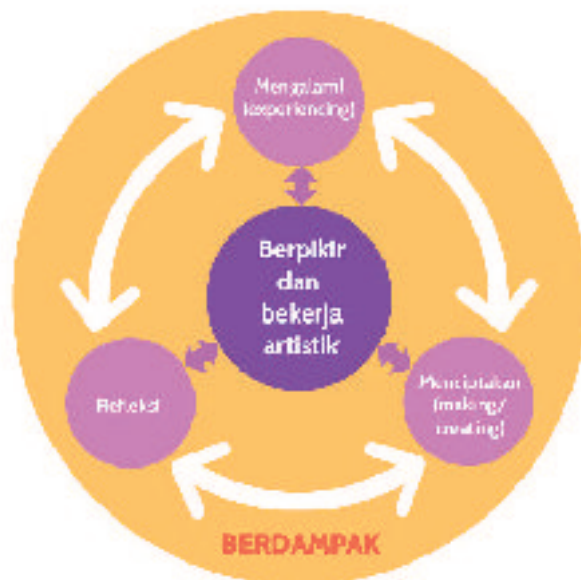 Mengalami
(experiencing)
Berpikir
dan
bekerja
artistik
Refleksi
Menciptakan
(making/
creating)
BERDAMPAK